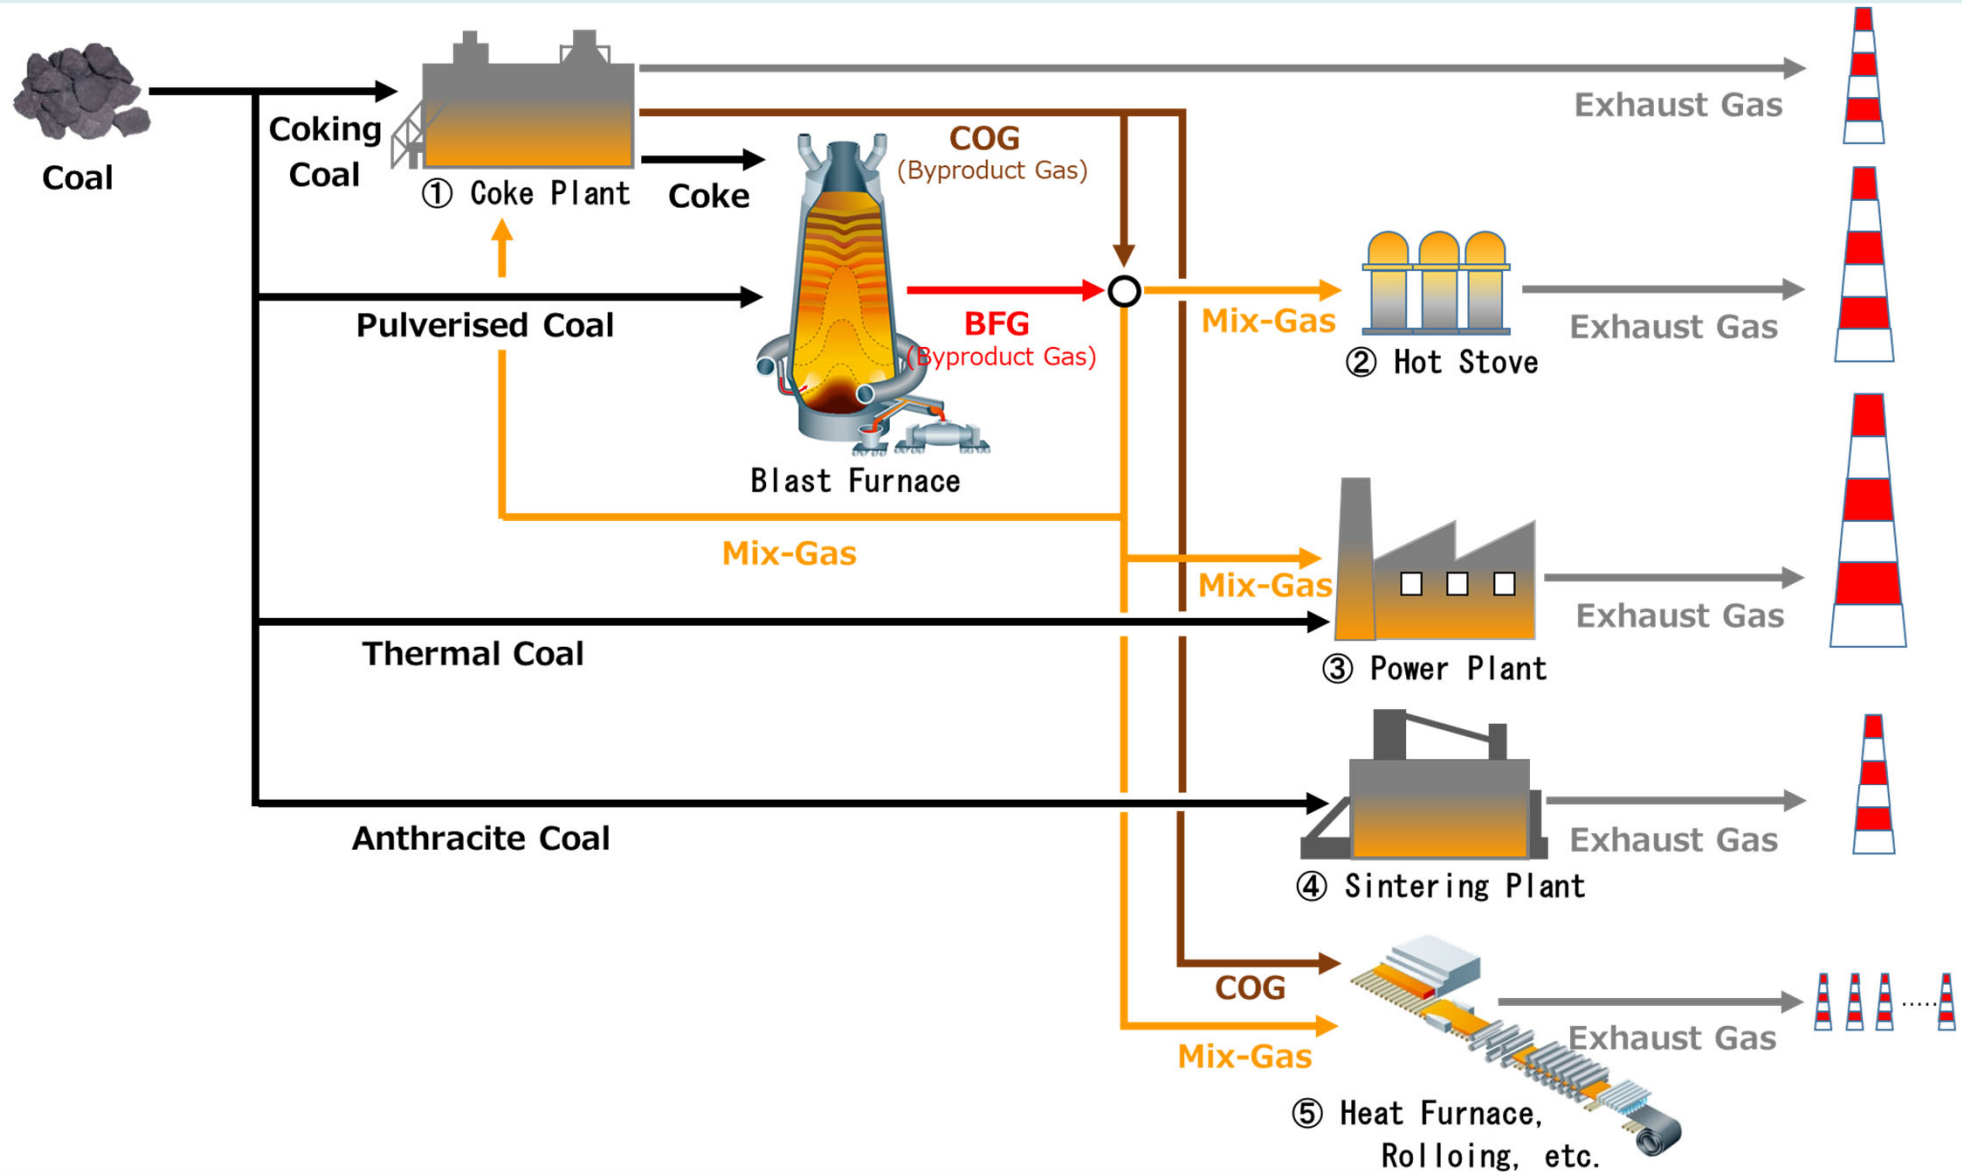 Coal
Coking
Coal
① Coke Plant
Coke
COG
(Byproduct Gas)
Exhaust Gas
Pulverised Coal
BFG
(Byproduct Gas)
Mix-Gas
② Hot Stove
Exhaust Gas
Blast Furnace
Mix-Gas
Mix-Gas
Exhaust Gas
Thermal Coal
③ Power Plant
Anthracite Coal
Exhaust Gas
④ Sintering Plant
COG
.....
Mix-Gas
Exhaust Gas
⑤ Heat Furnace,
Rolloing, etc.